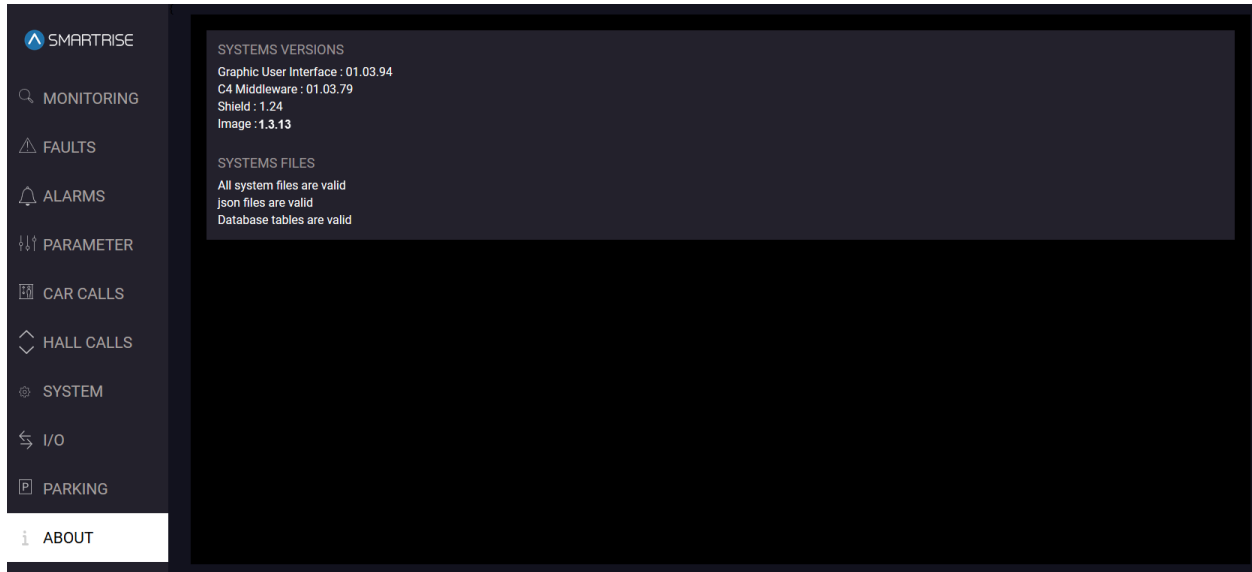 SMARTRISE
MONITORING
FAULTS
ALARMS
PARAMETER
CAR CALLS
HALL CALLS
SYSTEM
I/O
P PARKING
i ABOUT
SYSTEMS VERSIONS
Graphic User Interface : 01.03.94
C4 Middleware : 01.03.79
Shield : 1.24
Image :1.3.13
SYSTEMS FILES
All system files are valid
json files are valid
Database tables are valid